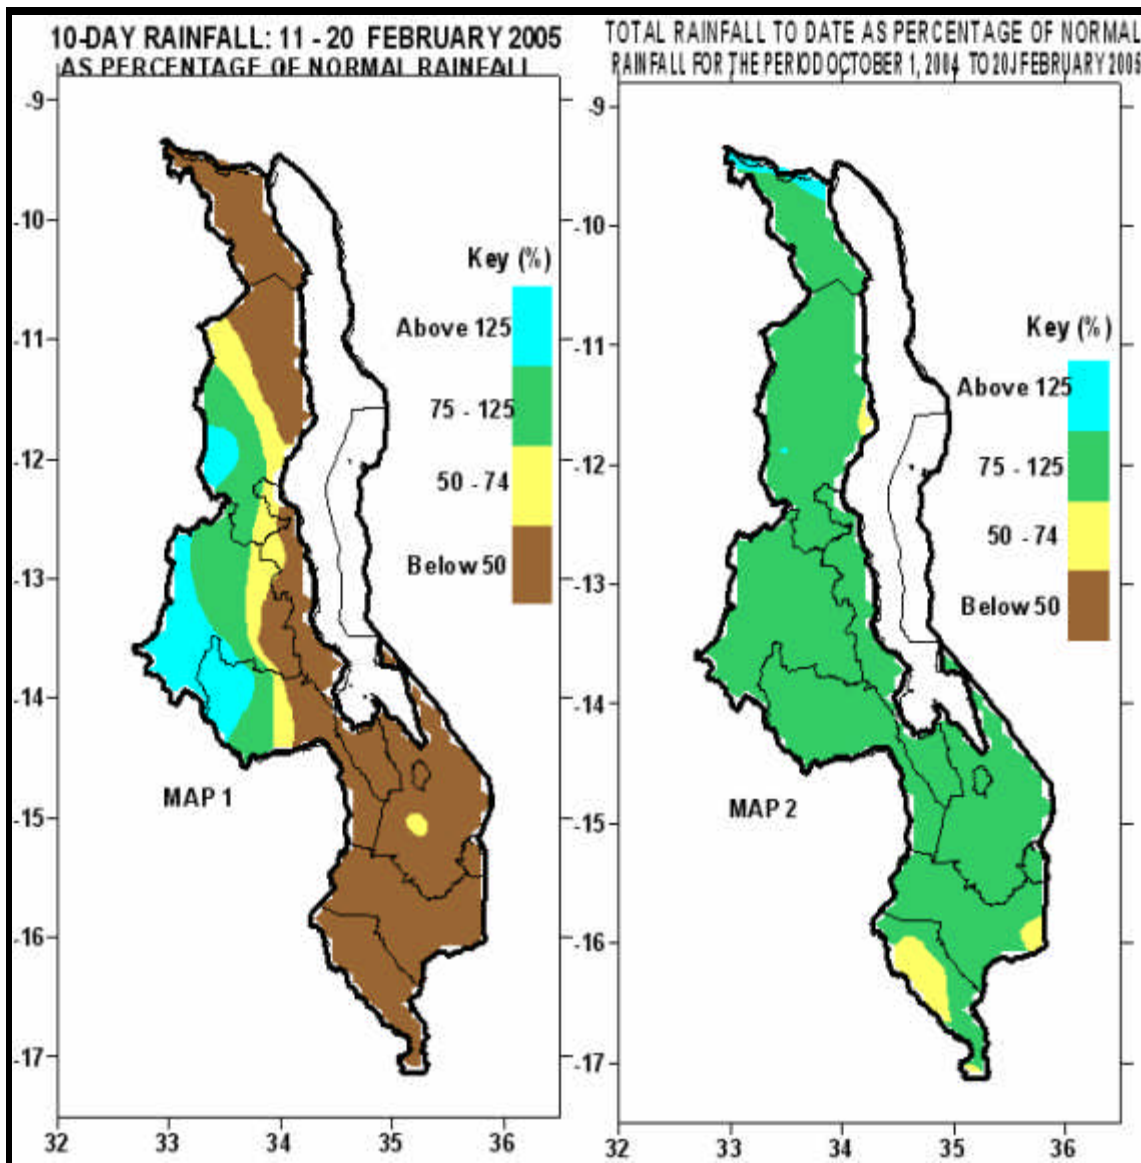 10-DAY RAINFALL: 11 - 20 FEBRUARY 2005
AS PERCENTAGE OF NORMAL RAINFALL
-9
-10
-11
-12
-13
-14
-15
-16
-17
32
33
34
35
36
Key (%)
Above 125
75 - 125
50 - 74
Below 50
MAP 1
TOTAL RAINFALL TO DATE AS PERCENTAGE OF NORMAL
RAINFALL FOR THE PERIOD OCTOBER 1, 2004 TO 20J FEBRUARY 2005
-9
-10
-11
-12
-13
-14
-15
-16
-17
32
33
34
35
36
Key (%)
Above 125
75 - 125
50 - 74
Below 50
MAP 2